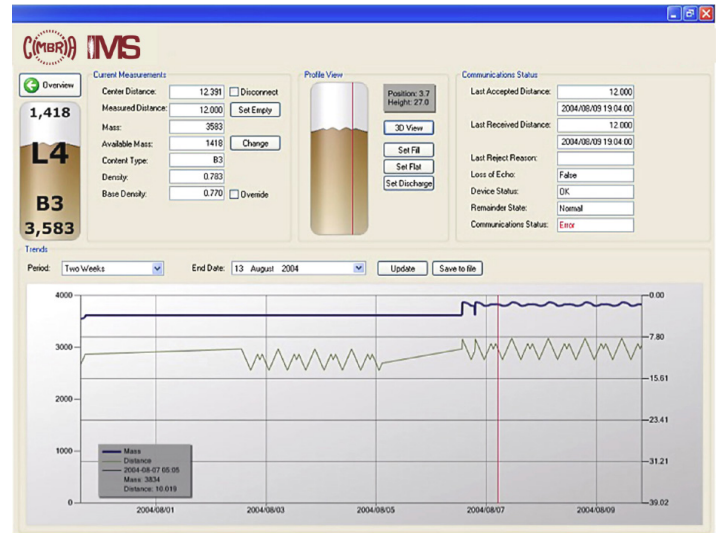 C(MBR)A IMS
Overview
1,418
L4
B3
3,583
Current Measurements
Center Distance: 12.391 Disconnect
Measured Distance: 12.000 Set Empty
Mass: 3583
Available Mass: 1418 Change
Content Type: B3
Density: 0.783
Base Density: 0.770 Override
Profile View
Position: 3.7
Height: 27.0
3D View
Set Fill
Set Flat
Set Discharge
Communications Status
Last Accepted Distance: 12.000
2004/08/09 19:04:00
Last Received Distance: 12.000
2004/08/09 19:04:00
Last Reject Reason:
Loss of Echo: False
Device Status: OK
Remainder State: Normal
Communications Status: Error
Trends
Period: Two Weeks End Date: 13 August 2004 Update Save to file
4000 0.00
7.80
3000
15.61
2000
23.41
1000
31.21
0 39.02
Mass
Distance
2004-08-07 05:05
Mass: 3834
Distance: 10.019
2004/08/01 2004/08/03 2004/08/05 2004/08/07 2004/08/09